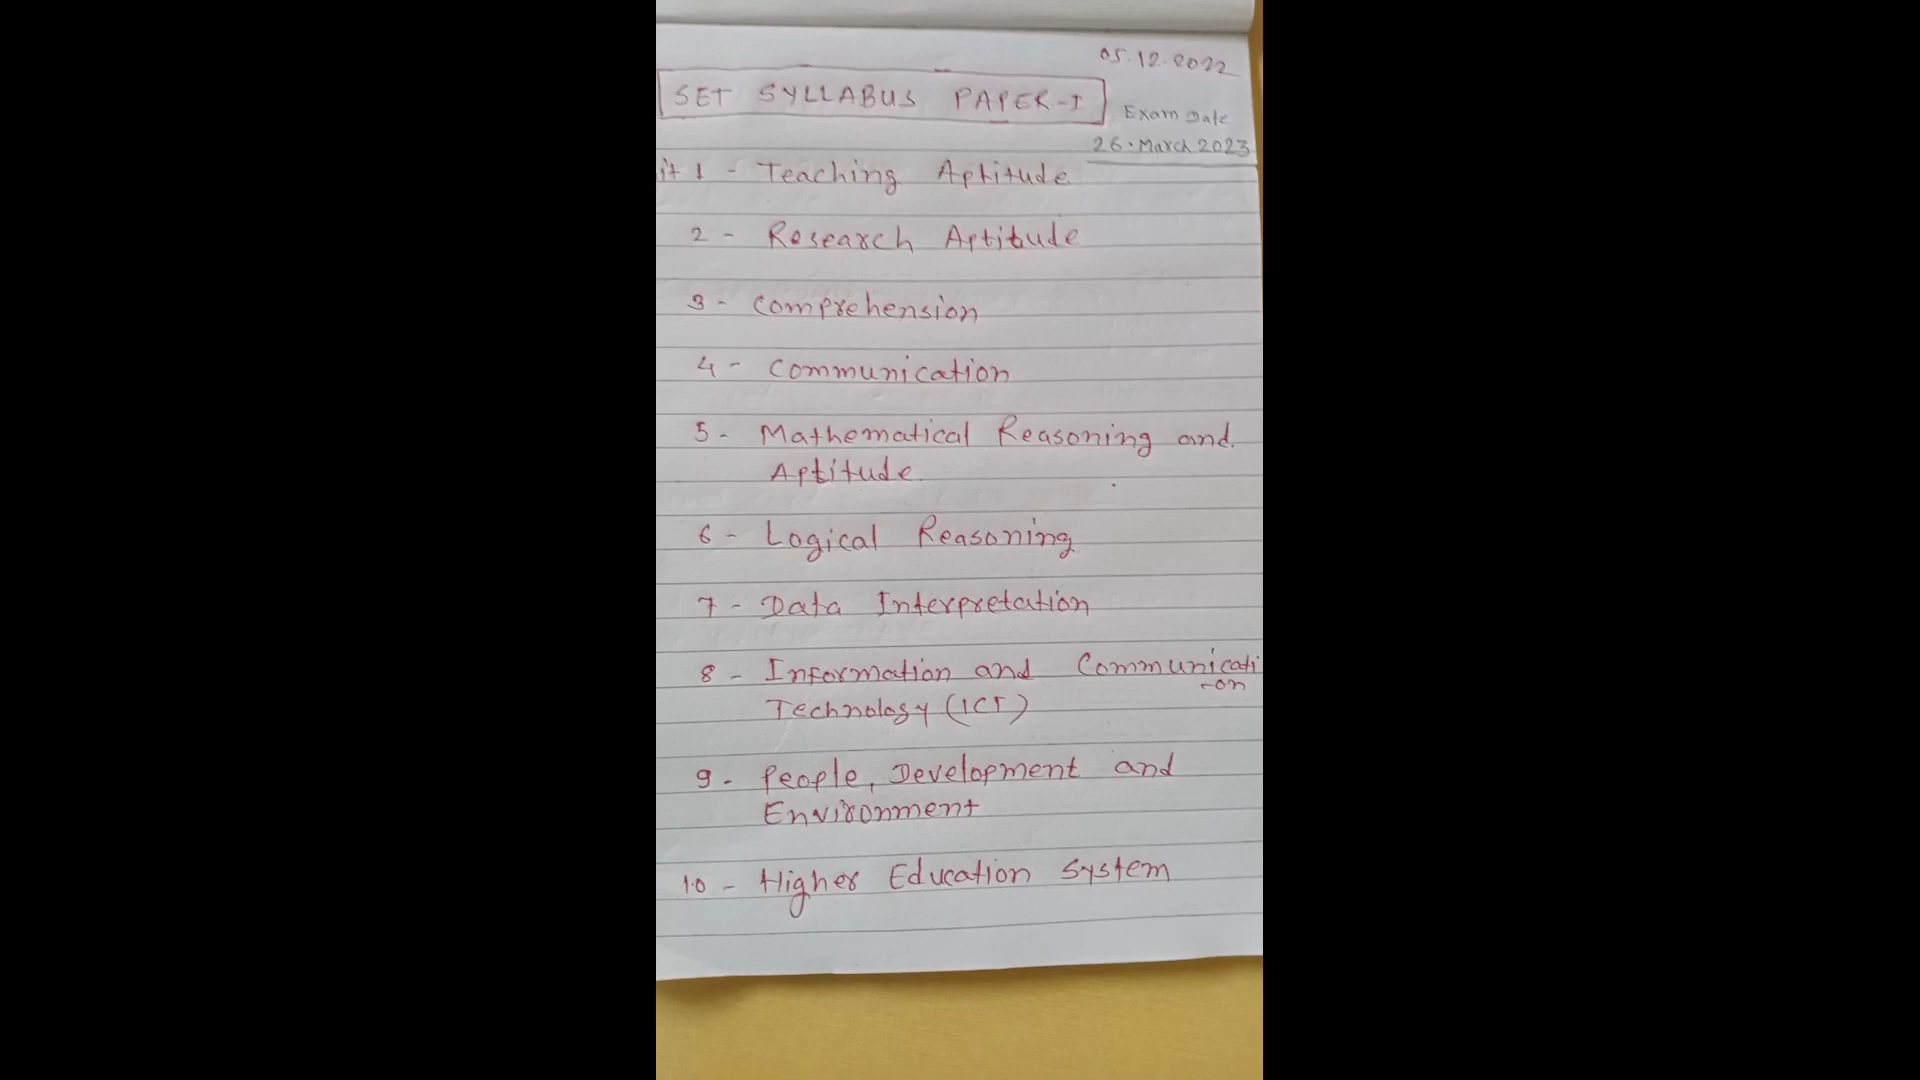 05.12.2022
SET SYLLABUS PAPER-I
Exam Date
26.March 2023
it 1 - Teaching Aptitude
2 - Research Aptitude
3 - Comprehension
4 - Communication
5 - Mathematical Reasoning and
Aptitude.
6 - Logical Reasoning
7 - Data Interpretation
8 - Information and Communicati
-on
Technology (ICT)
9 - People, Development and
Environment
10 - Higher Education System